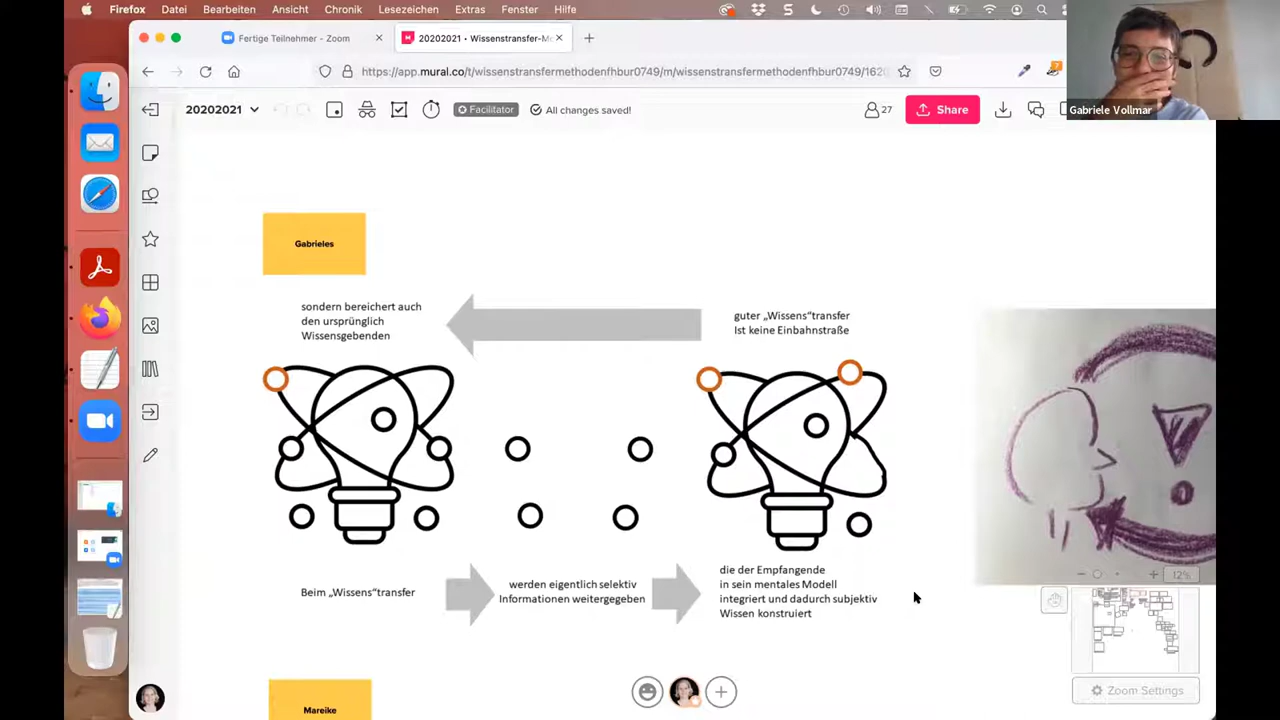 Firefox Datei Bearbeiten Ansicht Chronik Lesezeichen Extras Fenster Hilfe
Fertige Teilnehmer - Zoom
20202021 • Wissenstransfer-Me
https://app.mural.co/t/wissenstransfermethodenfhbur0749/m/wissenstransfermethodenfhbur0749/162
7
Gabriele Vollmar
20202021
Facilitator
All changes saved!
27
Share
Gabrieles
sondern bereichert auch
den ursprünglich
Wissensgebenden
guter „Wissens“transfer
Ist keine Einbahnstraße
Beim „Wissens“transfer
werden eigentlich selektiv
Informationen weitergegeben
die der Empfangende
in sein mentales Modell
integriert und dadurch subjektiv
Wissen konstruiert
12%
Mareike
Zoom Settings